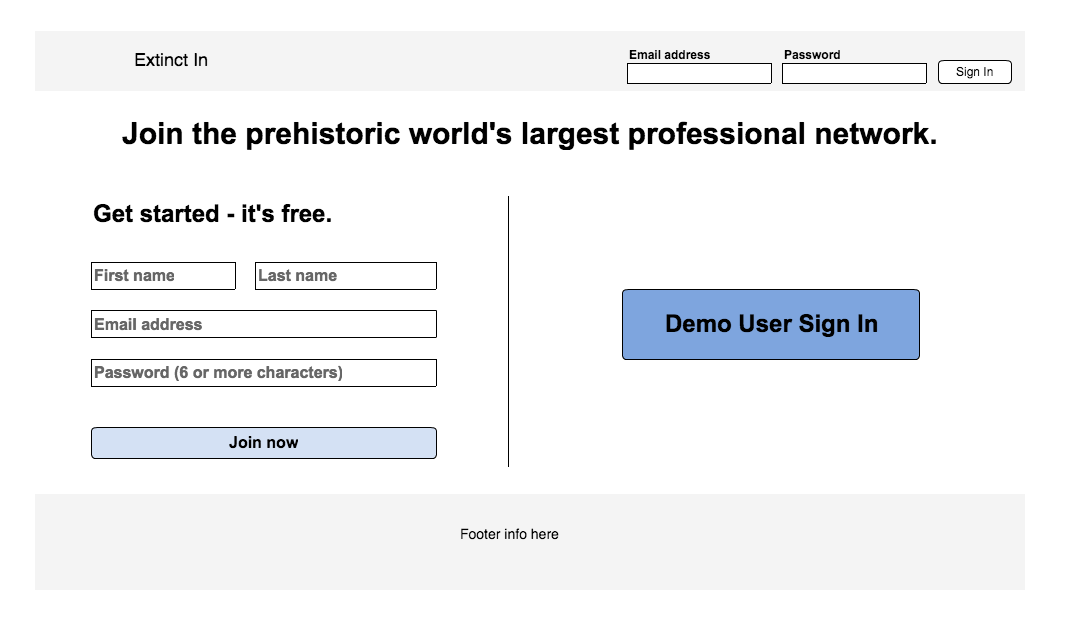 Extinct In
Email address
Password
Sign In
Join the prehistoric world's largest professional network.
Get started - it's free.
First name
Last name
Email address
Password (6 or more characters)
Join now
Demo User Sign In
Footer info here